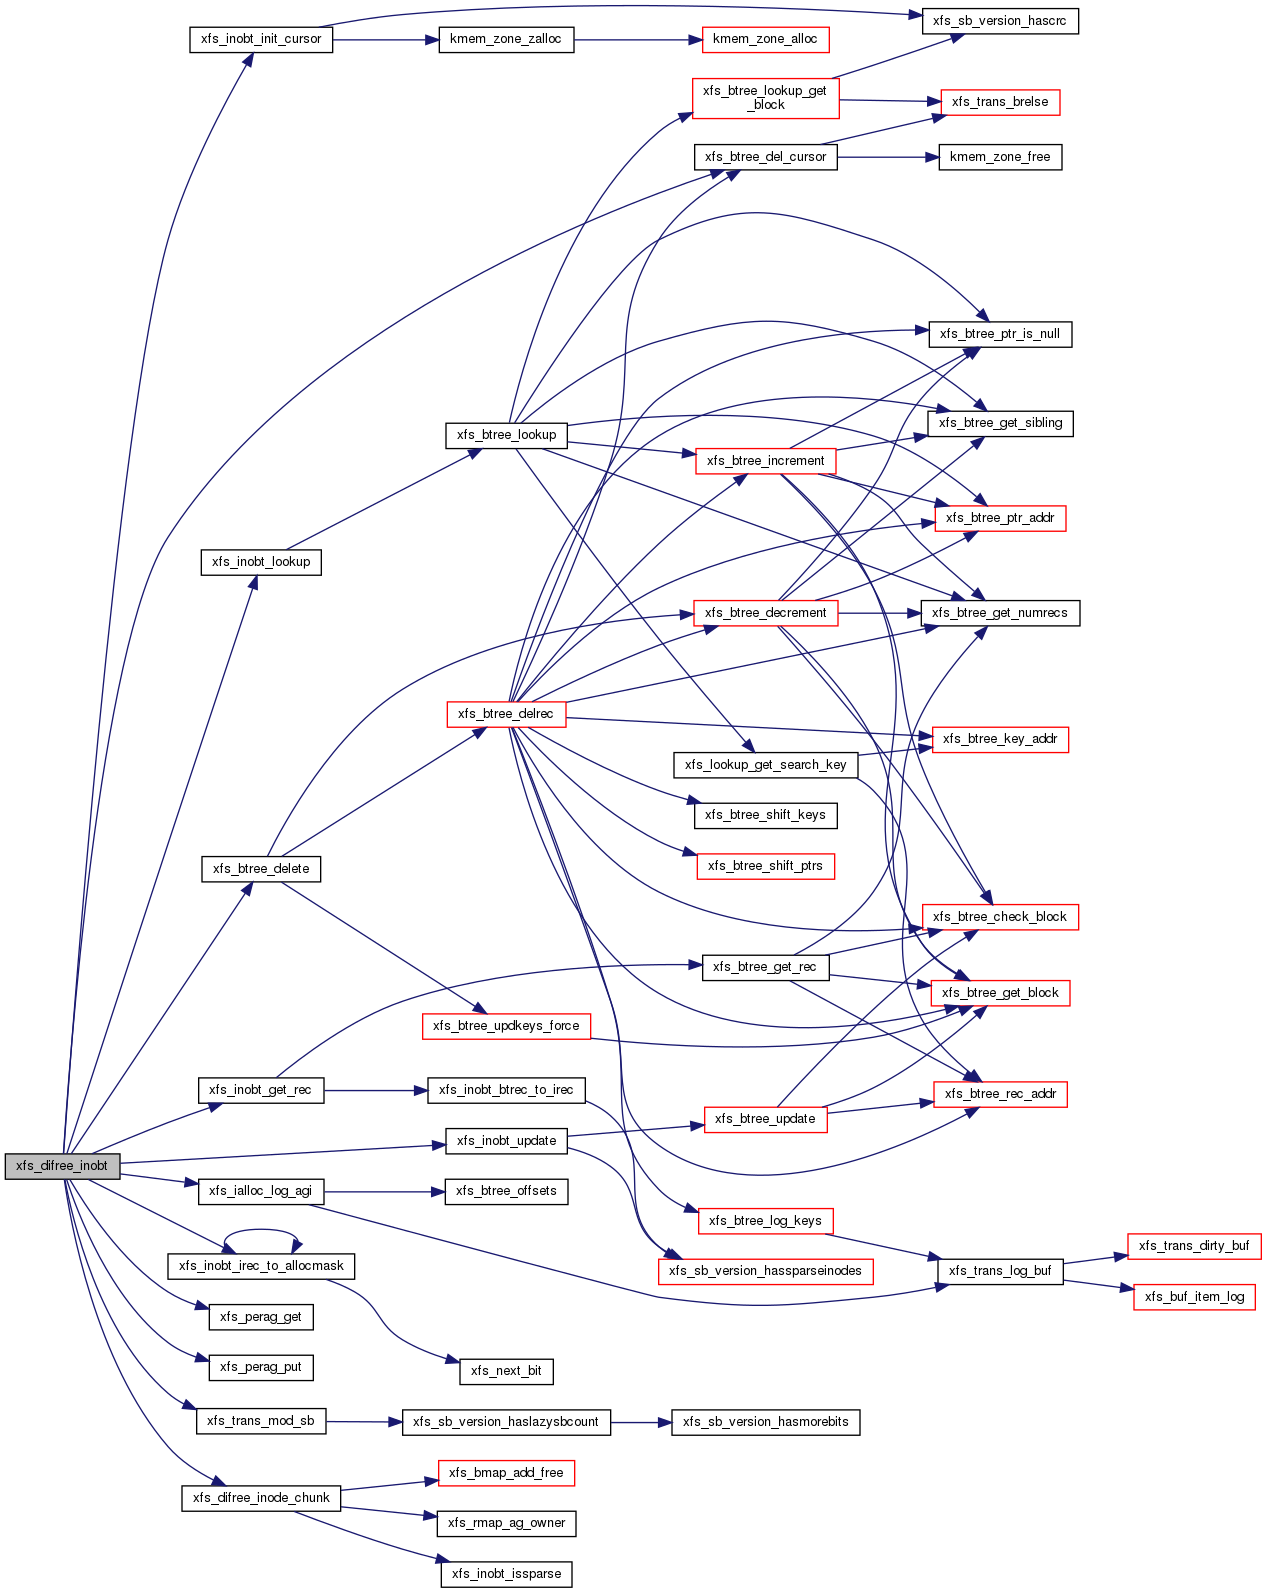 xfs_sb_version_hascrc
xfs_inobt_init_cursor
kmem_zone_zalloc
kmem_zone_alloc
xfs_btree_lookup_get
_block
xfs_trans_brelse
xfs_btree_del_cursor
kmem_zone_free
xfs_btree_ptr_is_null
xfs_btree_get_sibling
xfs_btree_lookup
xfs_btree_increment
xfs_btree_ptr_addr
xfs_inobt_lookup
xfs_btree_decrement
xfs_btree_get_numrecs
xfs_btree_delrec
xfs_btree_key_addr
xfs_lookup_get_search_key
xfs_btree_shift_keys
xfs_btree_delete
xfs_btree_shift_ptrs
xfs_btree_check_block
xfs_btree_get_rec
xfs_btree_get_block
xfs_btree_updkeys_force
xfs_inobt_get_rec
xfs_inobt_btrec_to_irec
xfs_btree_rec_addr
xfs_btree_update
xfs_inobt_update
xfs_difree_inobt
xfs_ialloc_log_agi
xfs_btree_offsets
xfs_btree_log_keys
xfs_trans_dirty_buf
xfs_inobt_irec_to_allocmask
xfs_sb_version_hassparseinodes
xfs_trans_log_buf
xfs_buf_item_log
xfs_perag_get
xfs_perag_put
xfs_next_bit
xfs_trans_mod_sb
xfs_sb_version_haslazysbcount
xfs_sb_version_hasmorebits
xfs_bmap_add_free
xfs_difree_inode_chunk
xfs_rmap_ag_owner
xfs_inobt_issparse